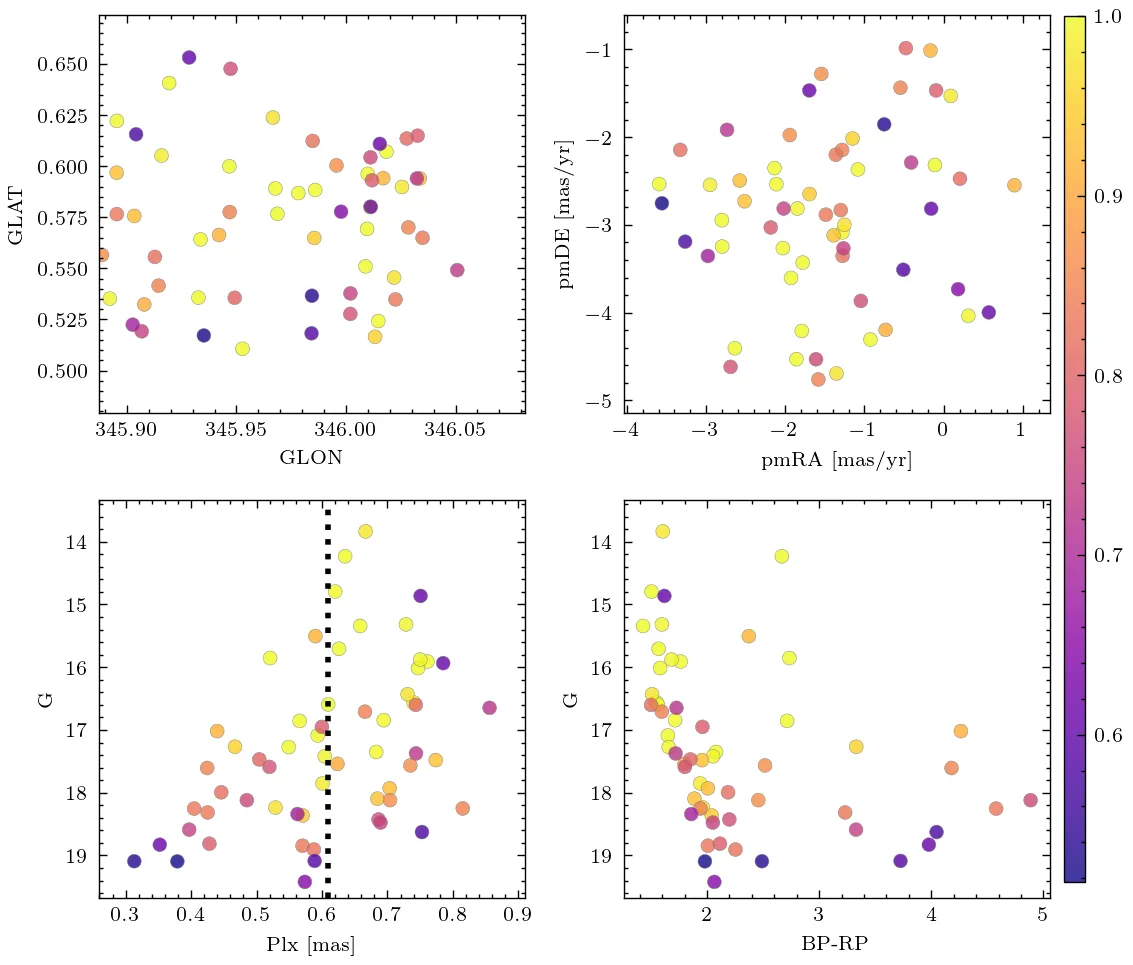 0.650
0.625
0.600
0.575
0.550
0.525
0.500
GLAT
345.90 345.95 346.00 346.05
GLON
−1
−2
−3
−4
−5
pmDE [mas/yr]
−4 −3 −2 −1 0 1
pmRA [mas/yr]
1.0
0.9
0.8
0.7
0.6
14
15
16
17
18
19
G
0.3 0.4 0.5 0.6 0.7 0.8 0.9
Plx [mas]
14
15
16
17
18
19
G
2 3 4 5
BP-RP